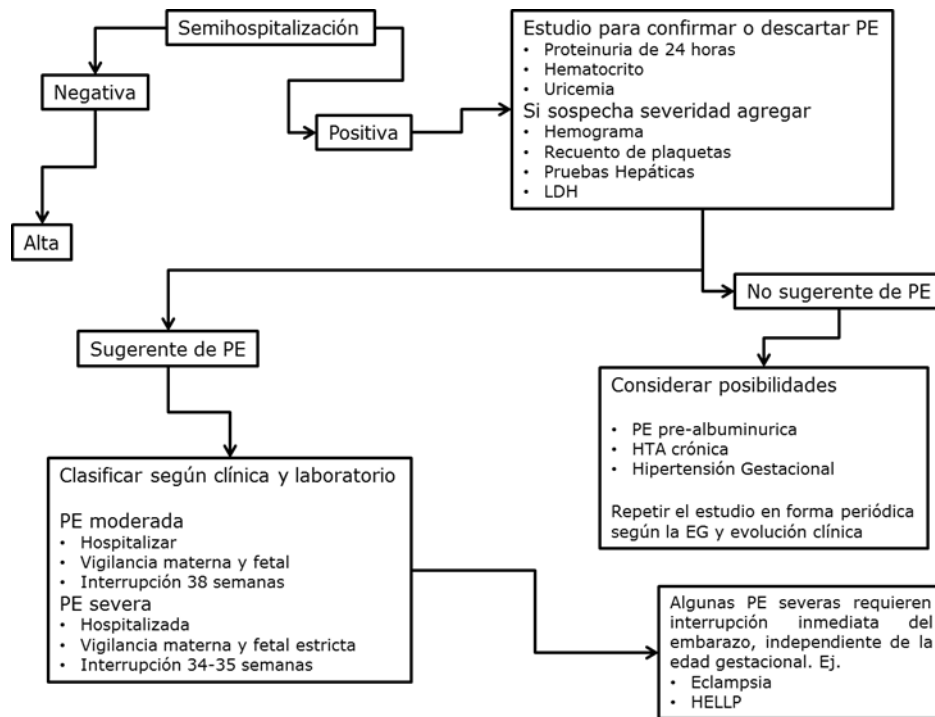 Semihospitalización
Negativa
Positiva
Alta
Estudio para confirmar o descartar PE
• Proteinuria de 24 horas
• Hematocrito
• Uricemia
Si sospecha severidad agregar
• Hemograma
• Recuento de plaquetas
• Pruebas Hepáticas
• LDH
Sugerente de PE
No sugerente de PE
Clasificar según clínica y laboratorio
PE moderada
• Hospitalizar
• Vigilancia materna y fetal
• Interrupción 38 semanas
PE severa
• Hospitalizada
• Vigilancia materna y fetal estricta
• Interrupción 34-35 semanas
Considerar posibilidades
• PE pre-albuminurica
• HTA crónica
• Hipertensión Gestacional
Repetir el estudio en forma periódica
según la EG y evolución clínica
Algunas PE severas requieren
interrupción inmediata del
embarazo, independiente de la
edad gestacional. Ej.
• Eclampsia
• HELLP